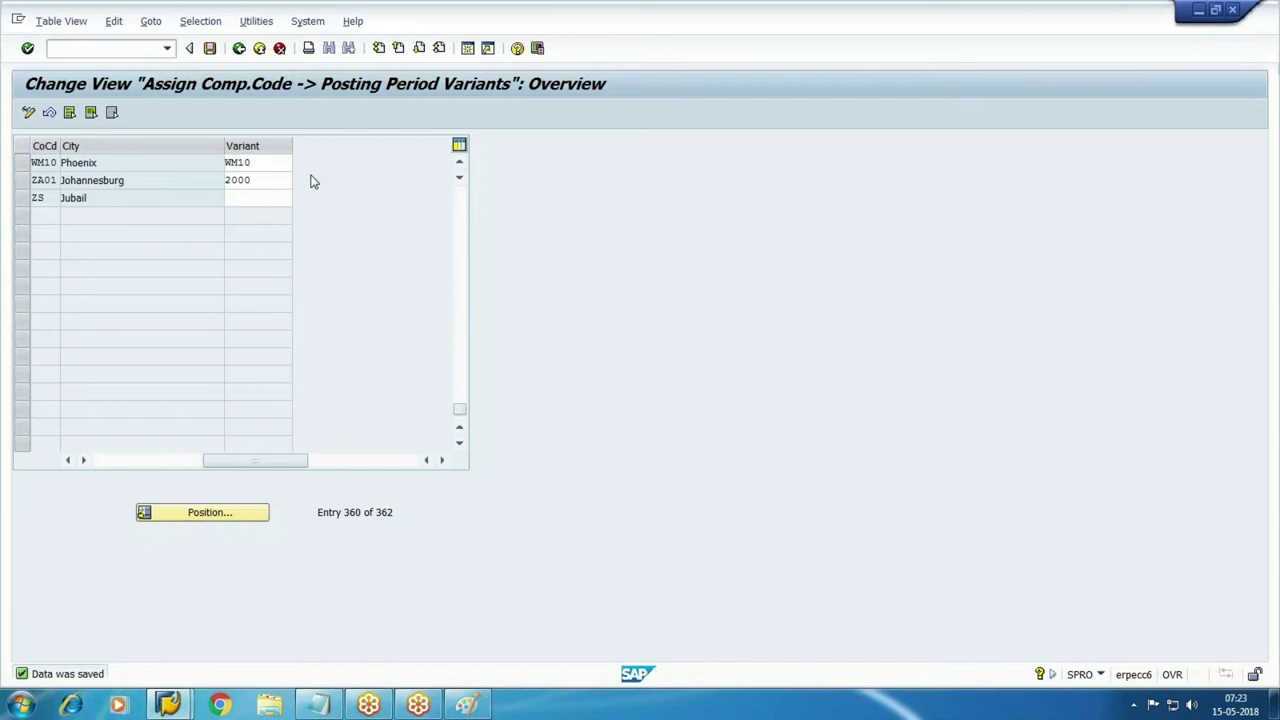 Table View Edit Goto Selection Utilities System Help
Change View "Assign Comp.Code -> Posting Period Variants": Overview
CoCd City Variant
WM10 Phoenix WM10
ZA01 Johannesburg 2000
ZS Jubail
Position... Entry 360 of 362
Data was saved SAP SPRO erpecc6 OVR
07:23
15-05-2018